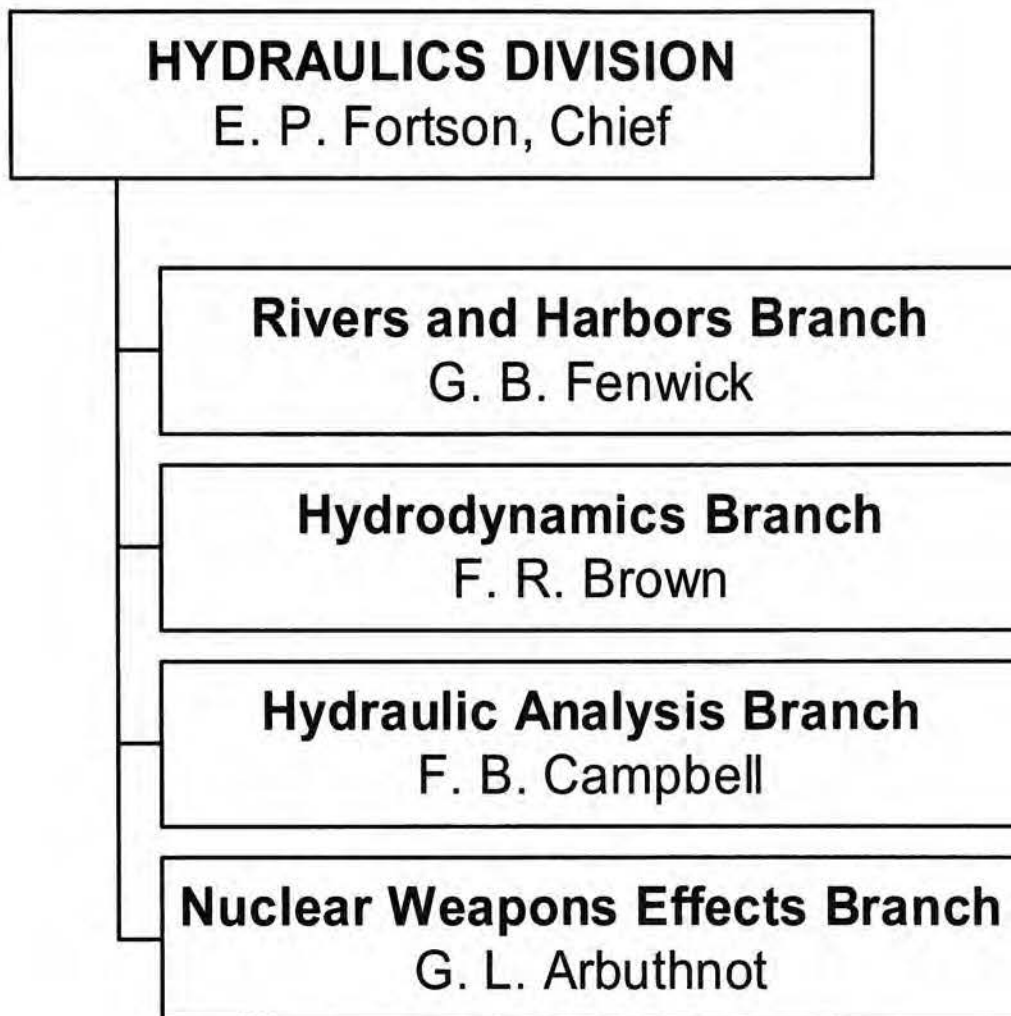 HYDRAULICS DIVISION
E. P. Fortson, Chief
Rivers and Harbors Branch
G. B. Fenwick
Hydrodynamics Branch
F. R. Brown
Hydraulic Analysis Branch
F. B. Campbell
Nuclear Weapons Effects Branch
G. L. Arbuthnot